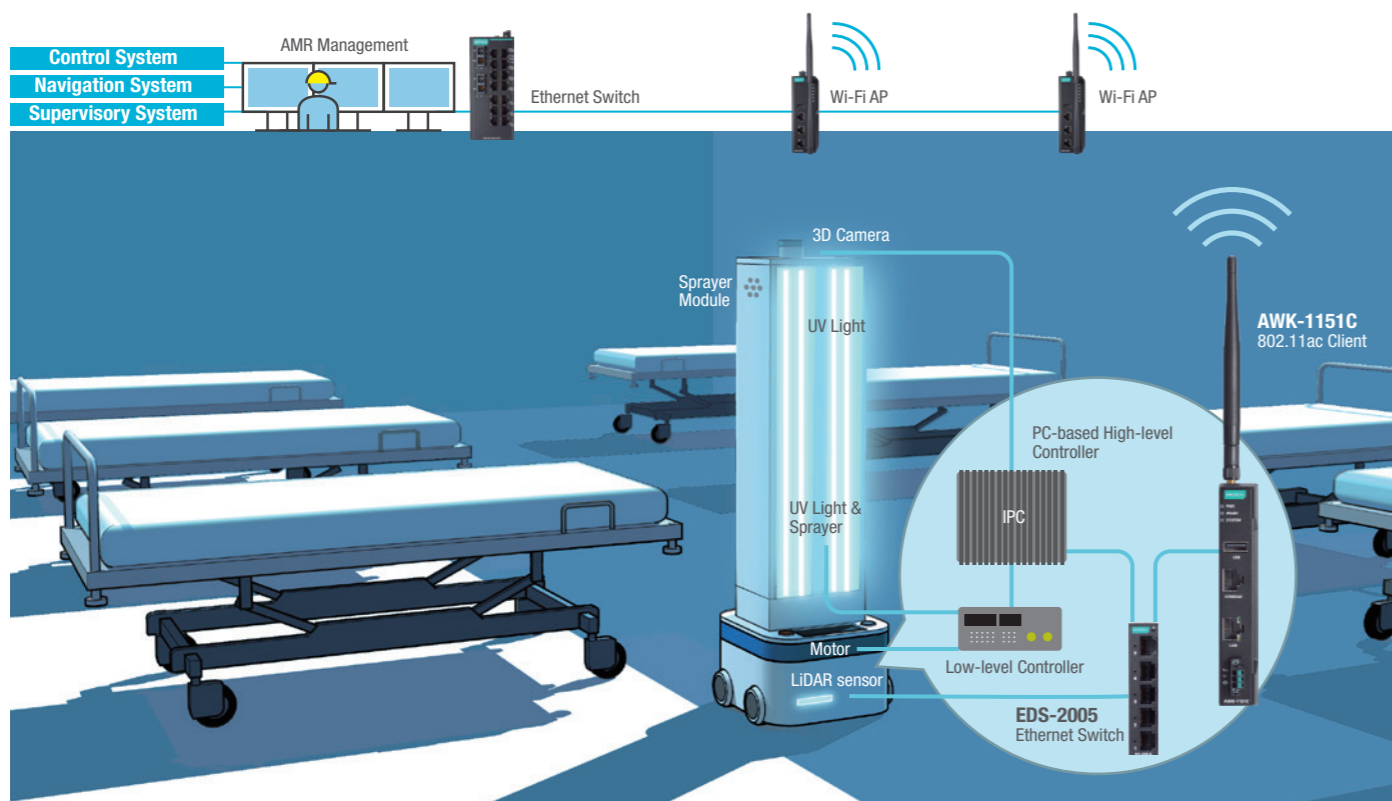 Control System
Navigation System
Supervisory System
AMR Management
Ethernet Switch
Wi-Fi AP
Wi-Fi AP
3D Camera
Sprayer
Module
UV Light
AWK-1151C
802.11ac Client
PC-based High-level
Controller
IPC
UV Light &
Sprayer
Motor
Low-level Controller
LiDAR sensor
EDS-2005
Ethernet Switch